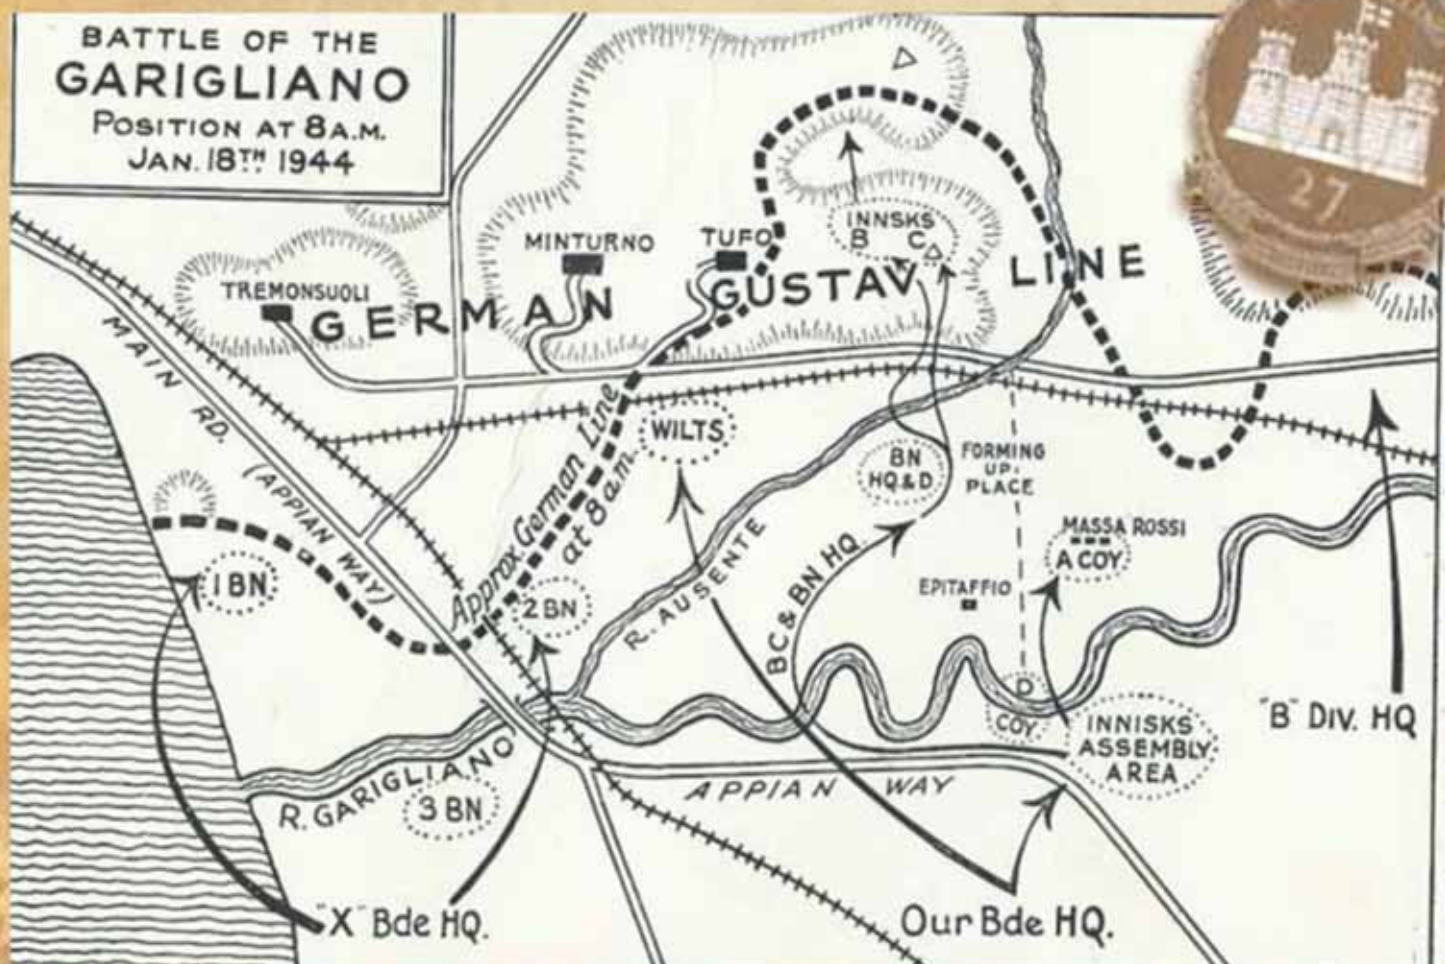 BATTLE OF THE
GARIGLIANO
POSITION AT 8 A.M.
JAN. 18TH 1944
27
INNSKS
B C
MINTURNO
TUFO
TREMONSUOLI
GERMAN GUSTAV LINE
MAIN RD.
(APPIAN WAY)
Approx. German Line
at 8 a.m.
WILTS
BN
HQ & D
FORMING
UP
PLACE
MASSA ROSSI
A COY.
EPITAFFIO
1 BN
2 BN
R. AUSENTE
BC & BN HQ.
D
COY.
INNISKS
ASSEMBLY
AREA
"B" DIV. HQ
R. GARIGLIANO
3 BN
APPIAN WAY
"X" Bde HQ.
Our Bde HQ.